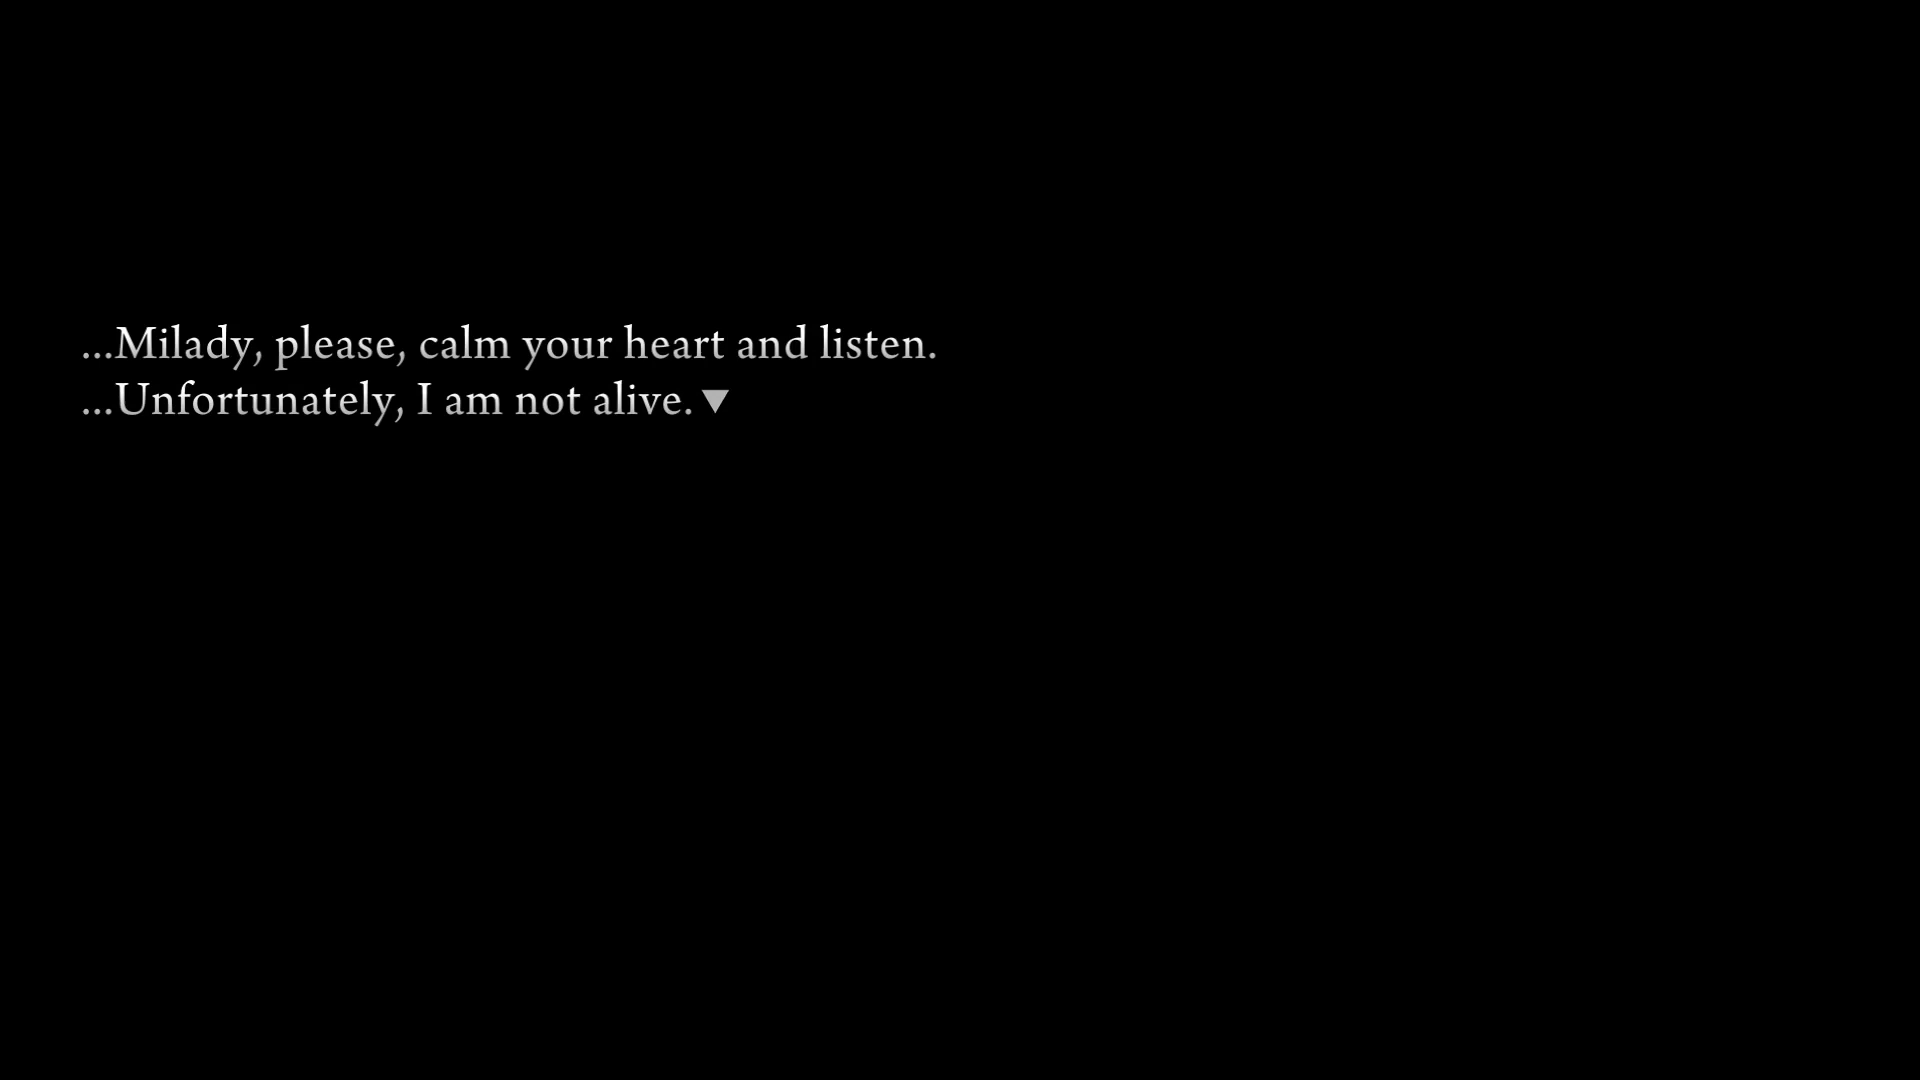 ...Milady, please, calm your heart and listen.
...Unfortunately, I am not alive.